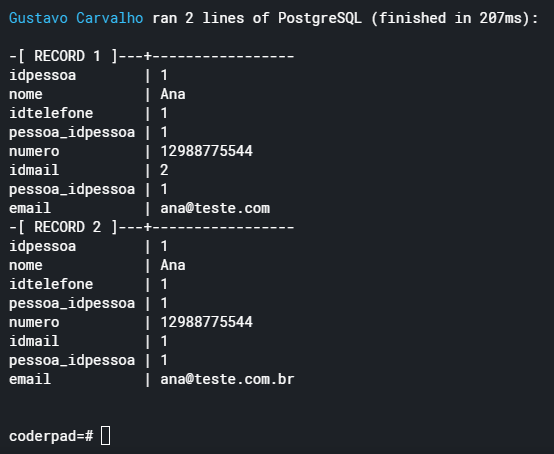 Gustavo Carvalho ran 2 lines of PostgreSQL (finished in 207ms):
-[ RECORD 1 ]---+-----------------
idpessoa        | 1
nome            | Ana
idtelefone      | 1
pessoa_idpessoa | 1
numero          | 12988775544
idmail          | 2
pessoa_idpessoa | 1
email           | ana@teste.com
-[ RECORD 2 ]---+-----------------
idpessoa        | 1
nome            | Ana
idtelefone      | 1
pessoa_idpessoa | 1
numero          | 12988775544
idmail          | 1
pessoa_idpessoa | 1
email           | ana@teste.com.br
coderpad=#